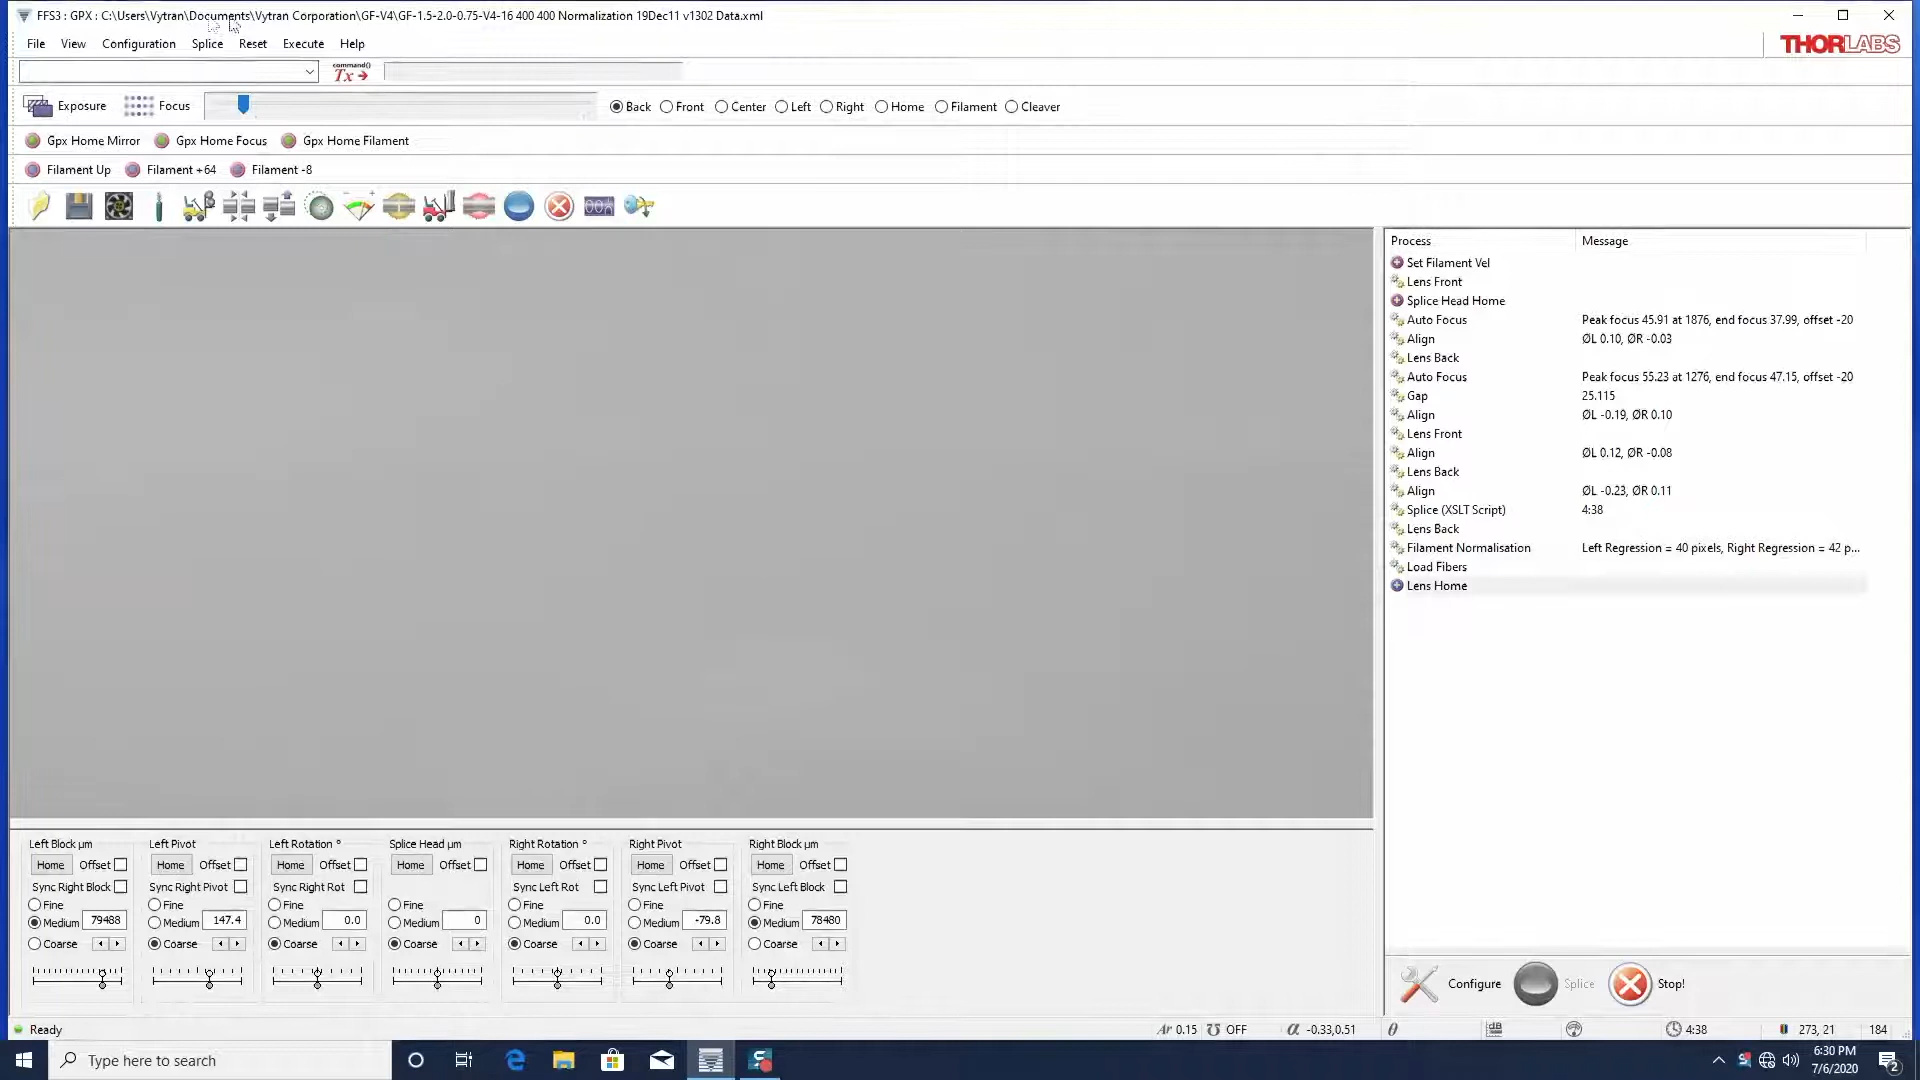 FFS3 : GPX : C:\Users\Vytran\Documents\Vytran Corporation\GF-V4\GF-1.5-2.0-0.75-V4-16 400 400 Normalization 19Dec11 v1302 Data.xml
File View Configuration Splice Reset Execute Help
THORLABS
command()
Tx
Exposure Focus Back Front Center Left Right Home Filament Cleaver
Gpx Home Mirror Gpx Home Focus Gpx Home Filament
Filament Up Filament +64 Filament -8
Process Message
Set Filament Vel
Lens Front
Splice Head Home
Auto Focus Peak focus 45.91 at 1876, end focus 37.99, offset -20
Align ØL 0.10, ØR -0.03
Lens Back
Auto Focus Peak focus 55.23 at 1276, end focus 47.15, offset -20
Gap 25.115
Align ØL -0.19, ØR 0.10
Lens Front
Align ØL 0.12, ØR -0.08
Lens Back
Align ØL -0.23, ØR 0.11
Splice (XSLT Script) 4:38
Lens Back
Filament Normalisation Left Regression = 40 pixels, Right Regression = 42 p...
Load Fibers
Lens Home
Left Block µm Left Pivot Left Rotation ° Splice Head µm Right Rotation ° Right Pivot Right Block µm
Home Offset Home Offset Home Offset Home Offset Home Offset Home Offset Home Offset
Sync Right Block Sync Right Pivot Sync Right Rot Sync Left Rot Sync Left Pivot Sync Left Block
Fine Fine Fine Fine Fine Fine Fine
Medium 79488 Medium 147.4 Medium 0.0 Medium 0 Medium 0.0 Medium -79.8 Medium 78480
Coarse Coarse Coarse Coarse Coarse Coarse Coarse
Configure Splice Stop!
Ready Ar 0.15 OFF α -0.33,0.51 θ dB 4:38 273, 21 184
Type here to search
6:30 PM
7/6/2020
2